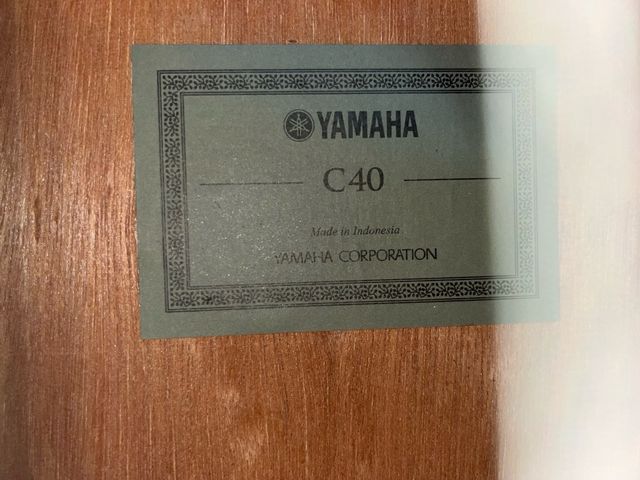 YAMAHA
C40
Made in Indonesia
YAMAHA CORPORATION